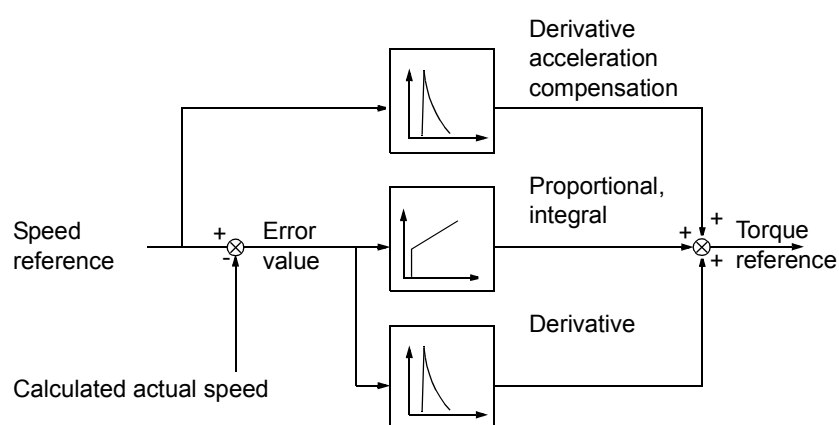 Derivative
acceleration
compensation
Proportional,
integral
Speed
reference
+
-
Error
value
+
+
+
Torque
reference
Derivative
Calculated actual speed